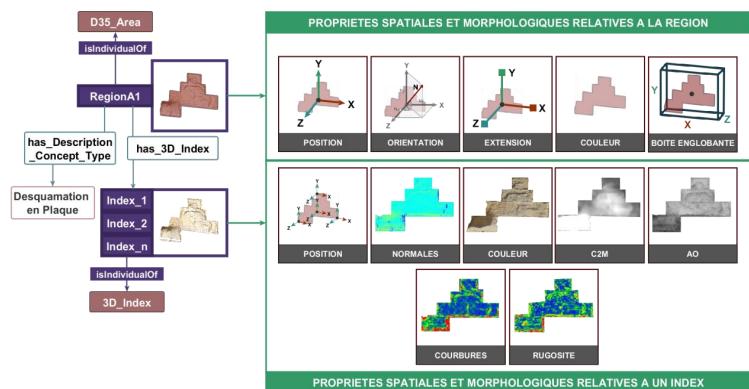 D35_Area
isIndividualOf
RegionA1
has_Description
_Concept_Type
has_3D_Index
Desquamation
en Plaque
Index_1
Index_2
Index_n
isIndividualOf
3D_Index
PROPRIETES SPATIALES ET MORPHOLOGIQUES RELATIVES A LA REGION
Y
X
Z
POSITION
Y
N
X
Z
ORIENTATION
Y
X
Z
EXTENSION
COULEUR
Y
X
Z
BOITE ENGLOBANTE
POSITION
NORMALES
COULEUR
C2M
AO
COURBURES
RUGOSITE
PROPRIETES SPATIALES ET MORPHOLOGIQUES RELATIVES A UN INDEX